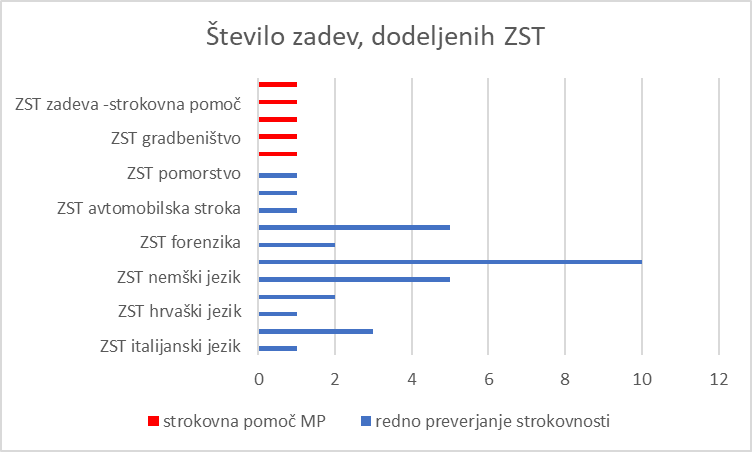 Število zadev, dodeljenih ZST
ZST zadeva -strokovna pomoč
ZST gradbeništvo
ZST pomorstvo
ZST avtomobilska stroka
ZST forenzika
ZST nemški jezik
ZST hrvaški jezik
ZST italijanski jezik
0 2 4 6 8 10 12
strokovna pomoč MP redno preverjanje strokovnosti